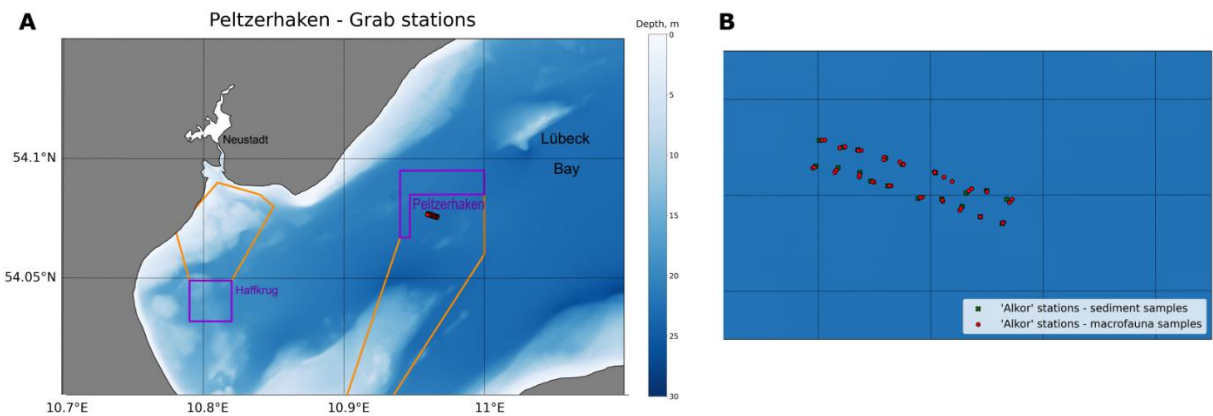 A
Peltzerhaken - Grab stations
Depth, m
0
5
10
15
20
25
30
Neustadt
Lübeck
Bay
54.1°N
Peltzerhaken
54.05°N
Haffkrug
10.7°E
10.8°E
10.9°E
11°E
B
'Alkor' stations - sediment samples
'Alkor' stations - macrofauna samples